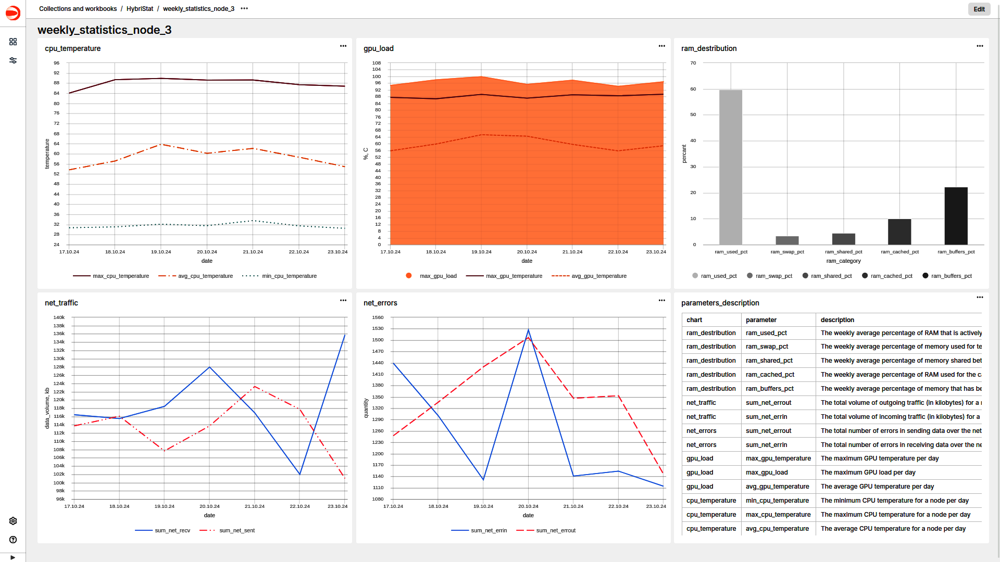 Collections and workbooks / HybriStat / weekly_statistics_node_3 •••
Edit
weekly_statistics_node_3
cpu_temperature
96
92
88
84
80
76
72
68
64
60
56
52
48
44
40
36
32
28
24
temperature
17.10.24 18.10.24 19.10.24 20.10.24 21.10.24 22.10.24 23.10.24
date
max_cpu_temperature avg_cpu_temperature min_cpu_temperature
gpu_load
108
104
100
96
92
88
84
80
76
72
68
64
60
56
52
48
44
40
36
32
28
24
20
16
12
8
4
0
%, C
17.10.24 18.10.24 19.10.24 20.10.24 21.10.24 22.10.24 23.10.24
date
max_gpu_load max_gpu_temperature avg_gpu_temperature
ram_destribution
70
60
50
40
30
20
10
0
percant
ram_used_pct ram_swap_pct ram_shared_pct ram_cached_pct ram_buffers_pct
ram_category
ram_used_pct ram_swap_pct ram_shared_pct ram_cached_pct ram_buffers_pct
net_traffic
140k
138k
136k
134k
132k
130k
128k
126k
124k
122k
120k
118k
116k
114k
112k
110k
108k
106k
104k
102k
100k
98k
96k
data_volume, kb
17.10.24 18.10.24 19.10.24 20.10.24 21.10.24 22.10.24 23.10.24
date
sum_net_recv sum_net_sent
net_errors
1560
1530
1500
1470
1440
1410
1380
1350
1320
1290
1260
1230
1200
1170
1140
1110
1080
quantity
17.10.24 18.10.24 19.10.24 20.10.24 21.10.24 22.10.24 23.10.24
date
sum_net_errin sum_net_errout
parameters_description
chart parameter description
ram_destribution ram_used_pct The weekly average percentage of RAM that is actively
ram_destribution ram_swap_pct The weekly average percentage of memory used for te
ram_destribution ram_shared_pct The weekly average percentage of memory shared bet
ram_destribution ram_cached_pct The weekly average percentage of RAM used for the c
ram_destribution ram_buffers_pct The weekly average percentage of memory that has be
net_traffic sum_net_errout The total volume of outgoing traffic (in kilobytes) for a
net_traffic sum_net_errin The total volume of incoming traffic (in kilobytes) for a
net_errors sum_net_errout The total number of errors in sending data over the net
net_errors sum_net_errin The total number of errors in receiving data over the ne
gpu_load max_gpu_temperature The maximum GPU temperature per day
gpu_load max_gpu_load The maximum GPU load per day
gpu_load avg_gpu_temperature The average GPU temperature per day
cpu_temperature min_cpu_temperature The minimum CPU temperature for a node per day
cpu_temperature max_cpu_temperature The maximum CPU temperature for a node per day
cpu_temperature avg_cpu_temperature The average CPU temperature for a node per day